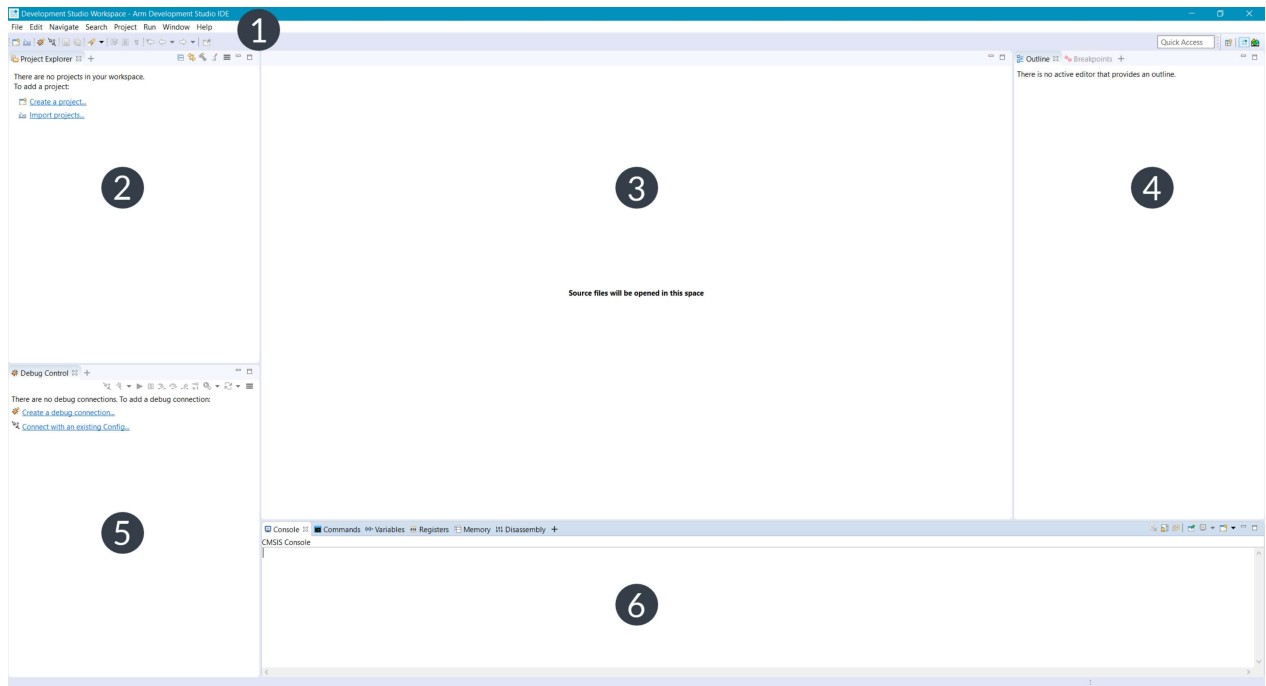 Development Studio Workspace - Arm Development Studio IDE
File Edit Navigate Search Project Run Window Help
1
Quick Access
Project Explorer
There are no projects in your workspace.
To add a project:
Create a project...
Import projects...
2
3
Source files will be opened in this space
Outline Breakpoints
There is no active editor that provides an outline.
4
Debug Control
There are no debug connections. To add a debug connection:
Create a debug connection...
Connect with an existing Config...
5
Console Commands Variables Registers Memory Disassembly
CMSIS Console
6